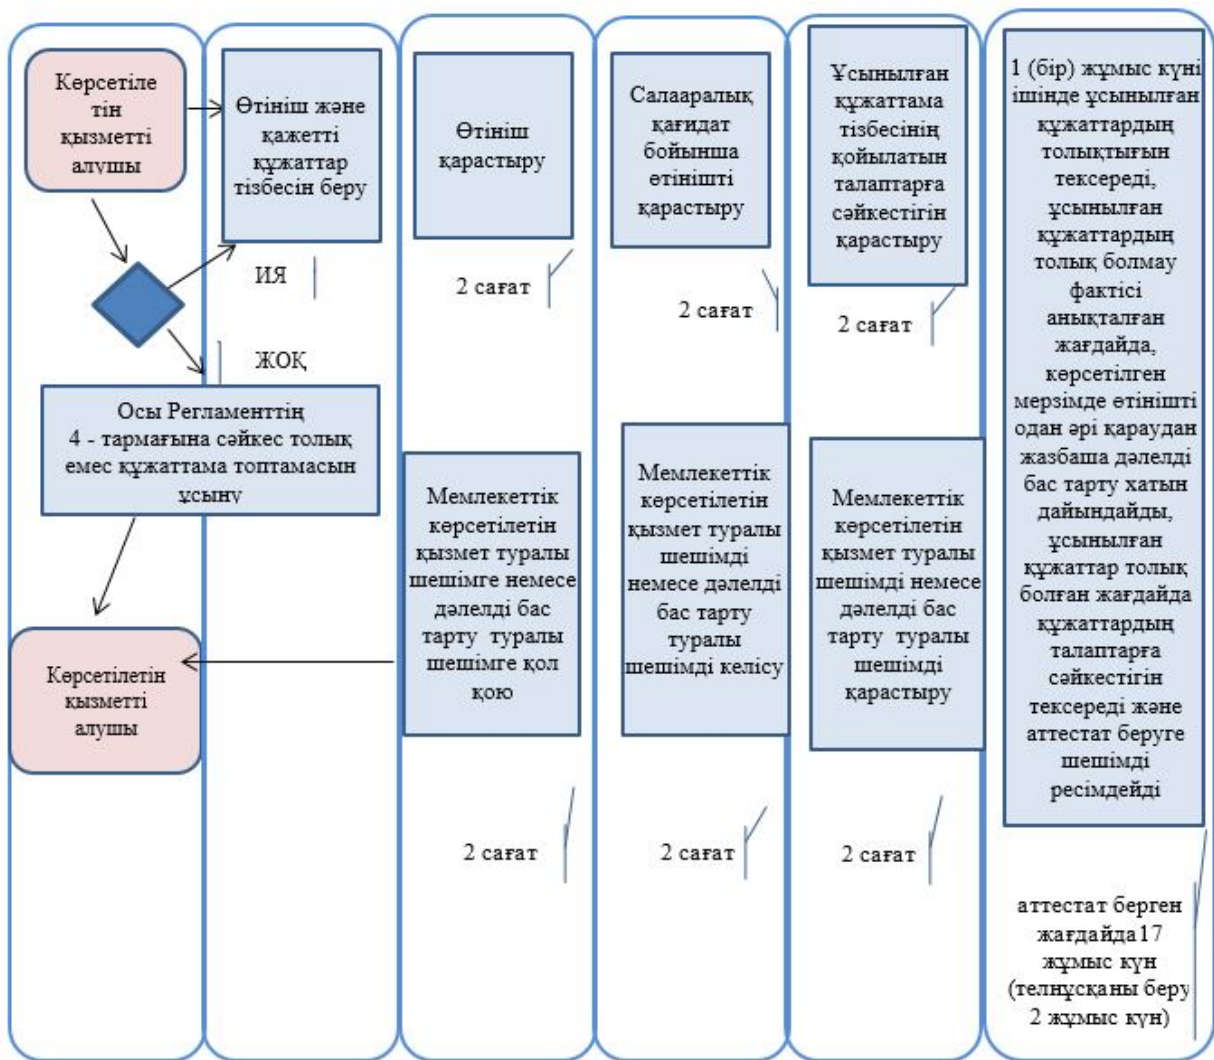 Көрсетіле
тін
қызметті
алушы
Өтініш және
қажетті
құжаттар
тізбесін беру
ИЯ
ЖОҚ
Осы Регламенттің
4 - тармағына сәйкес толық
емес құжаттама топтамасын
ұсыну
Көрсетілетін
қызметті
алушы
Өтініш
қарастыру
2 сағат
Мемлекеттік
көрсетілетін
қызмет туралы
шешімге немесе
дәлелді бас
тарту туралы
шешімге қол
қою
2 сағат
Салааралық
қағидат
бойынша
өтінішті
қарастыру
2 сағат
Мемлекеттік
көрсетілетін
қызмет туралы
шешімді
немесе дәлелді
бас тарту
туралы
шешімді келісу
2 сағат
Ұсынылған
құжаттама
тізбесінің
қойылатын
талаптарға
сәйкестігін
қарастыру
2 сағат
Мемлекеттік
көрсетілетін
қызмет туралы
шешімді немесе
дәлелді бас
тарту туралы
шешімді
қарастыру
2 сағат
1 (бір) жұмыс күні
ішінде ұсынылған
құжаттардың
толықтығын
тексереді,
ұсынылған
құжаттардың
толық болмау
фактісі
анықталған
жағдайда,
көрсетілген
мерзімде өтінішті
одан әрі қараудан
жазбаша дәлелді
бас тарту хатын
дайындайды,
ұсынылған
құжаттар толық
болған жағдайда
құжаттардың
талаптарға
сәйкестігін
тексереді және
аттестат беруге
шешімді
ресімдейді
аттестат берген
жағдайда17
жұмыс күн
(телнұсқаны беру
2 жұмыс күн)